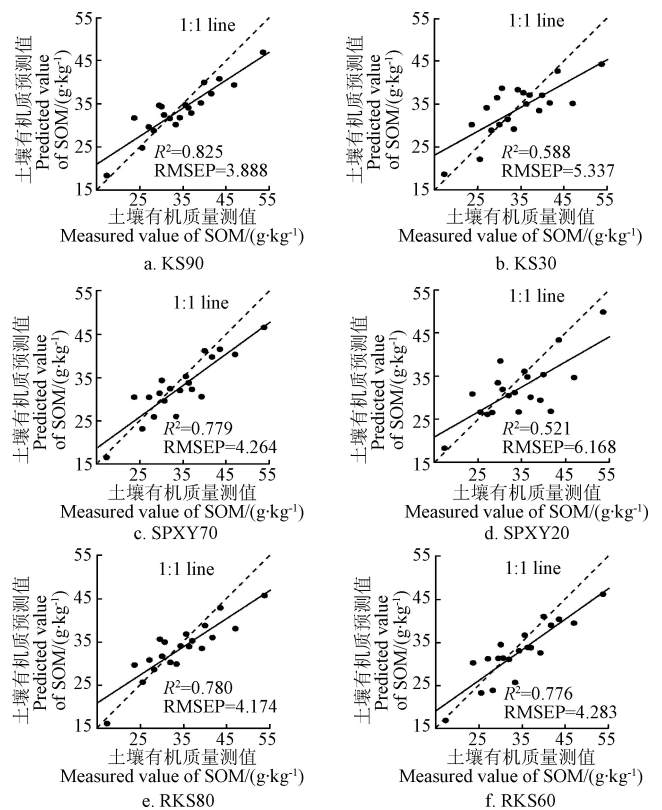 55
45
35
25
15
土壤有机质预测值
Predicted value
of SOM/(g·kg⁻¹)
1:1 line
R²=0.825
RMSEP=3.888
25 35 45 55
土壤有机质量测值
Measured value of SOM/(g·kg⁻¹)
a. KS90
55
45
35
25
15
土壤有机质预测值
Predicted value
of SOM/(g·kg⁻¹)
1:1 line
R²=0.588
RMSEP=5.337
25 35 45 55
土壤有机质量测值
Measured value of SOM/(g·kg⁻¹)
b. KS30
55
45
35
25
15
土壤有机质预测值
Predicted value
of SOM/(g·kg⁻¹)
1:1 line
R²=0.779
RMSEP=4.264
25 35 45 55
土壤有机质量测值
Measured value of SOM/(g·kg⁻¹)
c. SPXY70
55
45
35
25
15
土壤有机质预测值
Predicted value
of SOM/(g·kg⁻¹)
1:1 line
R²=0.521
RMSEP=6.168
25 35 45 55
土壤有机质量测值
Measured value of SOM/(g·kg⁻¹)
d. SPXY20
55
45
35
25
15
土壤有机质预测值
Predicted value
of SOM/(g·kg⁻¹)
1:1 line
R²=0.780
RMSEP=4.174
25 35 45 55
土壤有机质量测值
Measured value of SOM/(g·kg⁻¹)
e. RKS80
55
45
35
25
15
土壤有机质预测值
Predicted value
of SOM/(g·kg⁻¹)
1:1 line
R²=0.776
RMSEP=4.283
25 35 45 55
土壤有机质量测值
Measured value of SOM/(g·kg⁻¹)
f. RKS60